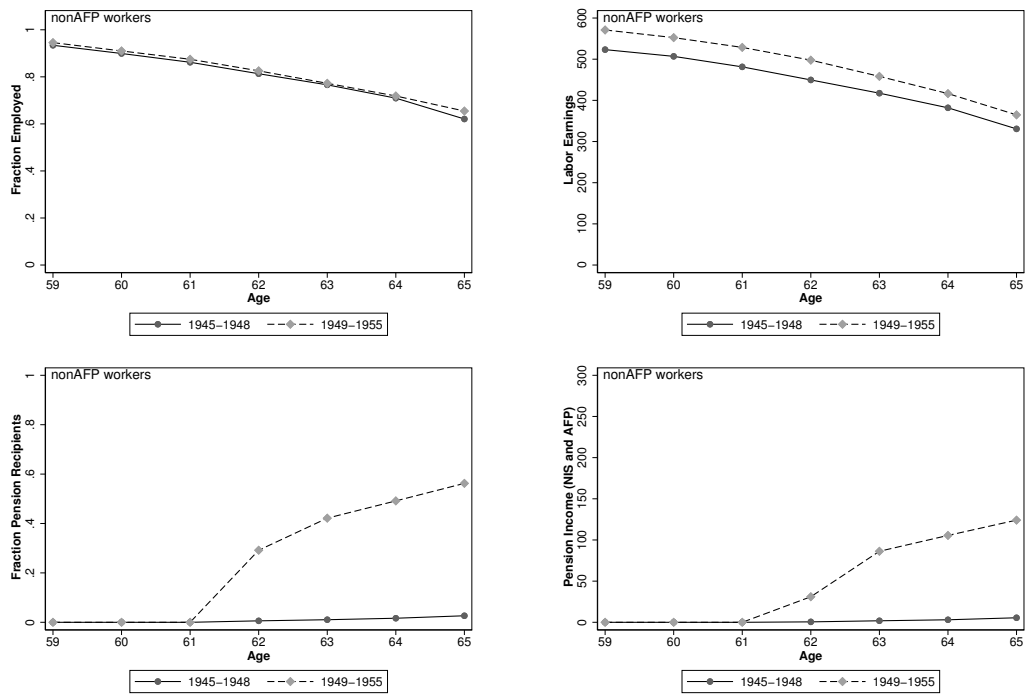 nonAFP workers
Fraction Employed
0 .2 .4 .6 .8 1
59 60 61 62 63 64 65
Age
1945−1948 1949−1955
nonAFP workers
Labor Earnings
0 100 200 300 400 500 600
59 60 61 62 63 64 65
Age
1945−1948 1949−1955
nonAFP workers
Fraction Pension Recipients
0 .2 .4 .6 .8 1
59 60 61 62 63 64 65
Age
1945−1948 1949−1955
nonAFP workers
Pension Income (NIS and AFP)
0 50 100 150 200 250 300
59 60 61 62 63 64 65
Age
1945−1948 1949−1955